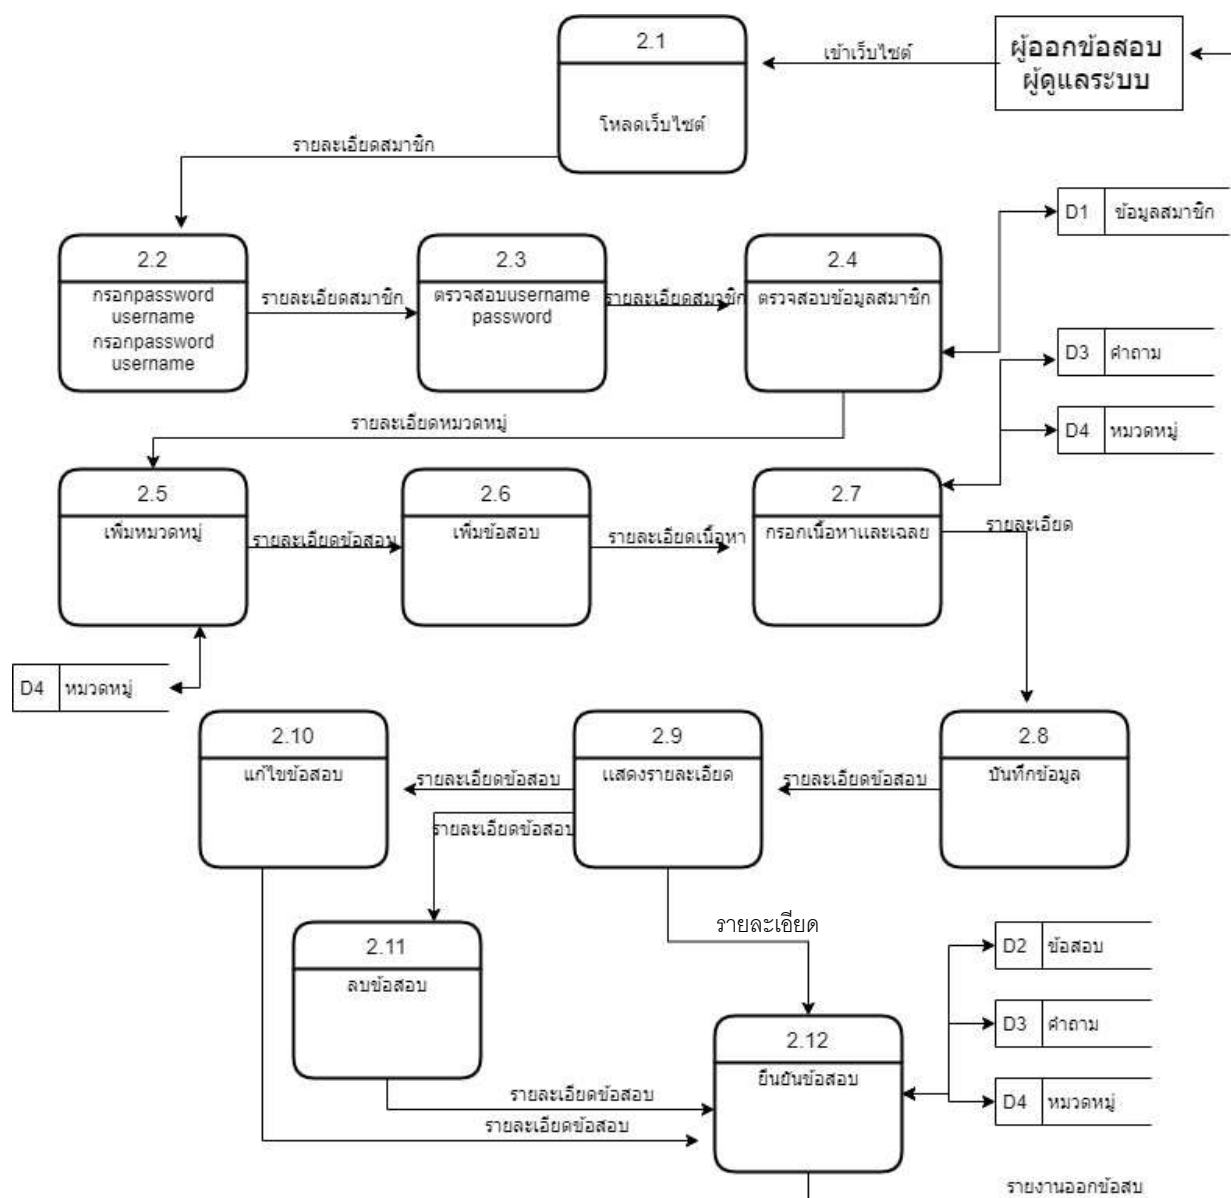 2.1
โหลดเว็บไซต์
เข้าเว็บไซต์
ผู้ออกข้อสอบ
ผู้ดูแลระบบ
รายละเอียดสมาชิก
D1 ข้อมูลสมาชิก
2.2
กรอกpassword
username
กรอกpassword
username
รายละเอียดสมาชิก
2.3
ตรวจสอบusername
password
รายละเอียดสมาชิก
2.4
ตรวจสอบข้อมูลสมาชิก
D3 คำถาม
D4 หมวดหมู่
รายละเอียดหมวดหมู่
2.5
เพิ่มหมวดหมู่
รายละเอียดข้อสอบ
2.6
เพิ่มข้อสอบ
รายละเอียดเนื้อหา
2.7
กรอกเนื้อหาและเฉลย
รายละเอียด
D4 หมวดหมู่
2.10
แก้ไขข้อสอบ
รายละเอียดข้อสอบ
รายละเอียดข้อสอบ
2.9
แสดงรายละเอียด
รายละเอียดข้อสอบ
2.8
บันทึกข้อมูล
2.11
ลบข้อสอบ
รายละเอียด
D2 ข้อสอบ
D3 คำถาม
D4 หมวดหมู่
2.12
ยืนยันข้อสอบ
รายละเอียดข้อสอบ
รายละเอียดข้อสอบ
รายงานออกข้อสบ